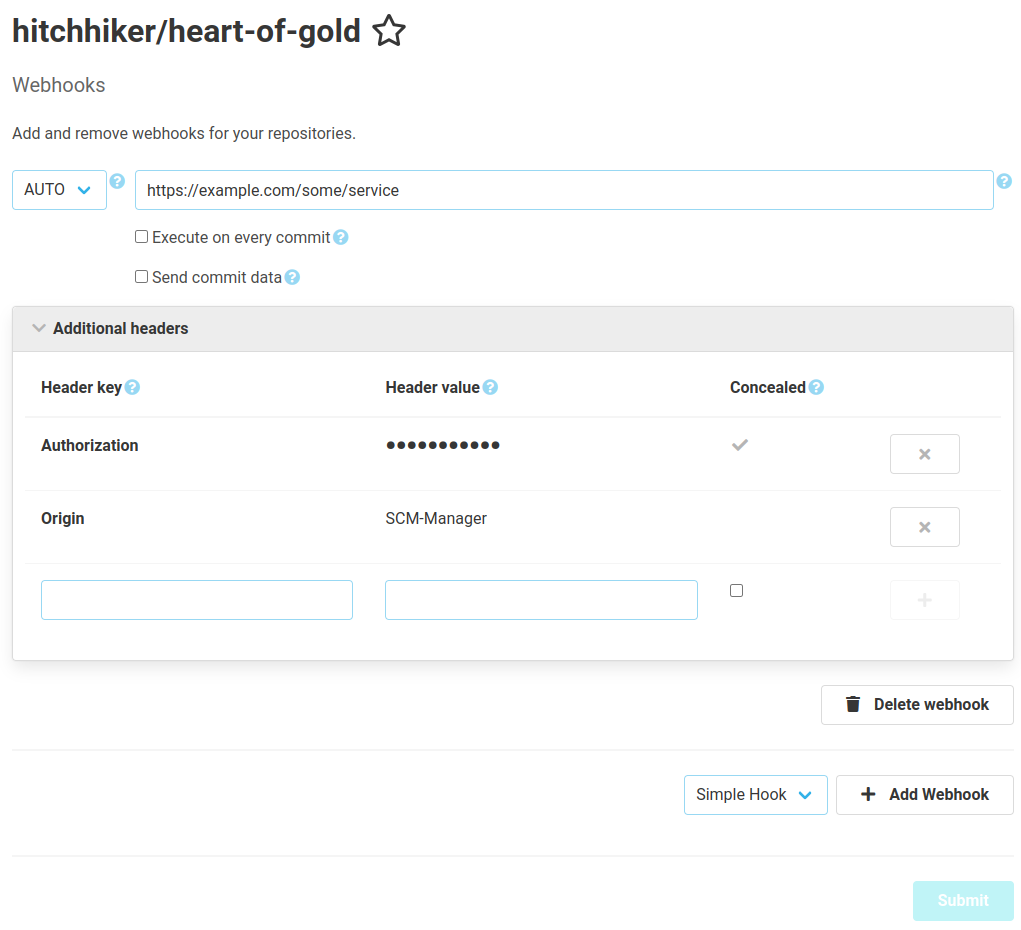 hitchhiker/heart-of-gold
Webhooks
Add and remove webhooks for your repositories.
AUTO ? https://example.com/some/service ?
Execute on every commit ?
Send commit data ?
Additional headers
Header key ? Header value ? Concealed ?
Authorization ●●●●●●●●●●●
Origin SCM-Manager
Delete webhook
Simple Hook Add Webhook
Submit